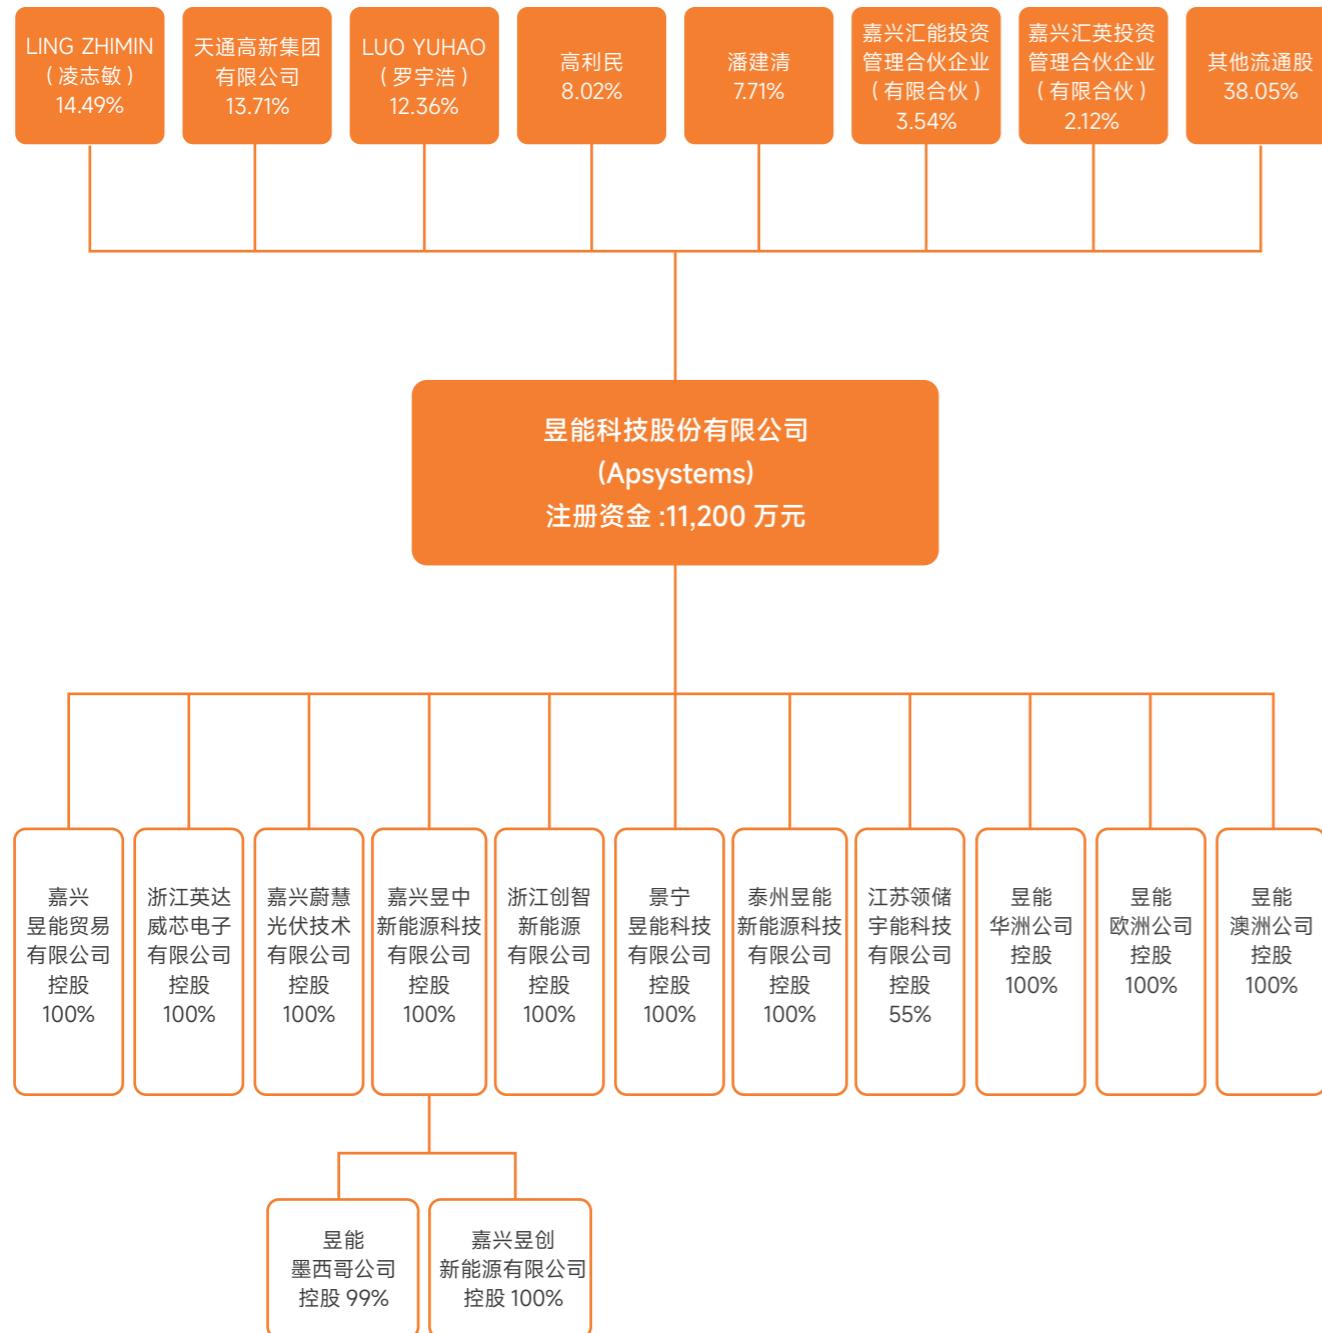 LING ZHIMIN
（凌志敏）
14.49%
天通高新集团
有限公司
13.71%
LUO YUHAO
（罗宇浩）
12.36%
高利民
8.02%
潘建清
7.71%
嘉兴汇能投资
管理合伙企业
（有限合伙）
3.54%
嘉兴汇英投资
管理合伙企业
（有限合伙）
2.12%
其他流通股
38.05%
昱能科技股份有限公司
(Apsystems)
注册资金 :11,200 万元
嘉兴
昱能贸易
有限公司
控股
100%
浙江英达
威芯电子
有限公司
控股
100%
嘉兴蔚慧
光伏技术
有限公司
控股
100%
嘉兴昱中
新能源科技
有限公司
控股
100%
浙江创智
新能源
有限公司
控股
100%
景宁
昱能科技
有限公司
控股
100%
泰州昱能
新能源科技
有限公司
控股
100%
江苏领储
宇能科技
有限公司
控股
55%
昱能
华洲公司
控股
100%
昱能
欧洲公司
控股
100%
昱能
澳洲公司
控股
100%
昱能
墨西哥公司
控股 99%
嘉兴昱创
新能源有限公司
控股 100%